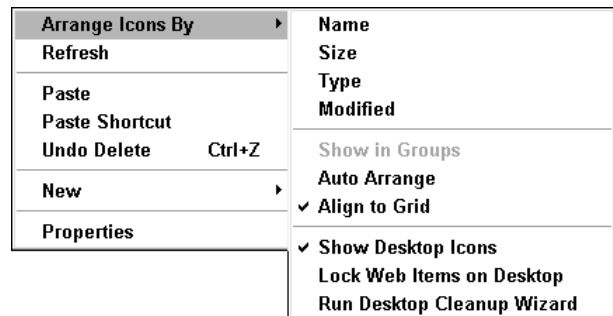 Arrange Icons By
Refresh
Paste
Paste Shortcut
Undo Delete Ctrl+Z
New
Properties
Name
Size
Type
Modified
Show in Groups
Auto Arrange
Align to Grid
Show Desktop Icons
Lock Web Items on Desktop
Run Desktop Cleanup Wizard